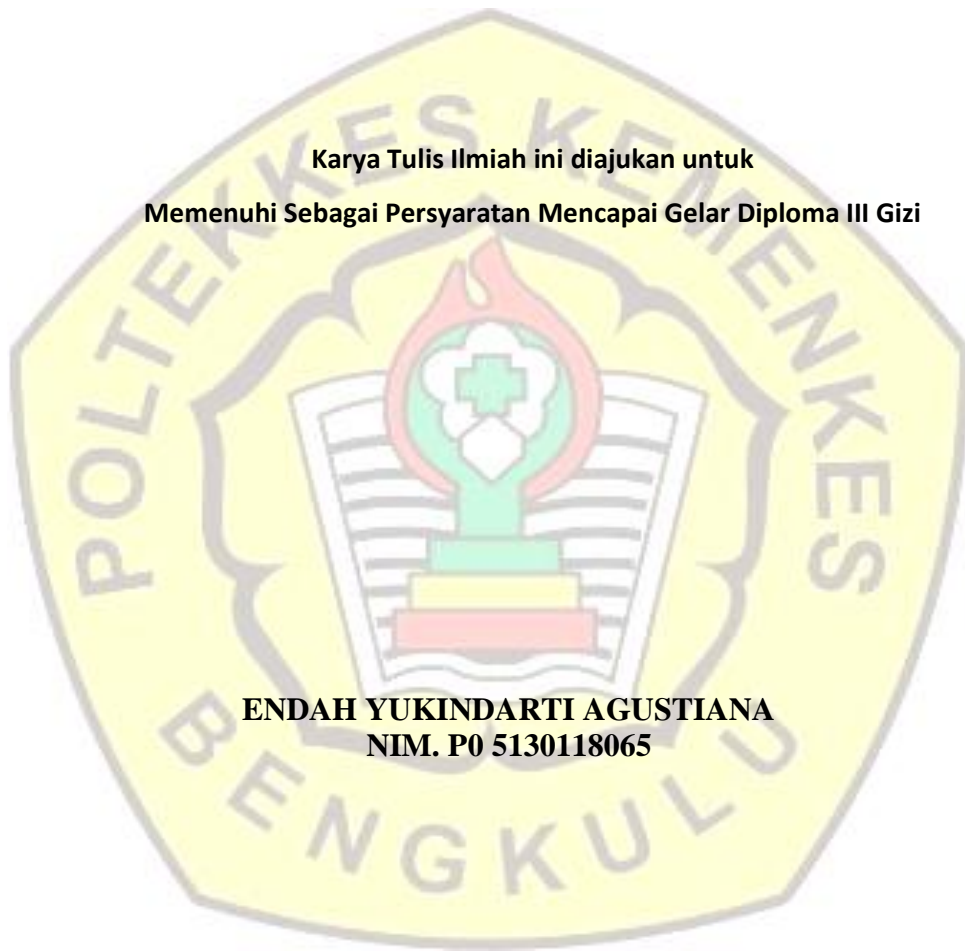 POLTEKKES KEMENKES
Karya Tulis Ilmiah ini diajukan untuk
Memenuhi Sebagai Persyaratan Mencapai Gelar Diploma III Gizi
ENDAH YUKINDARTI AGUSTIANA
NIM. P0 5130118065
BENGKULU